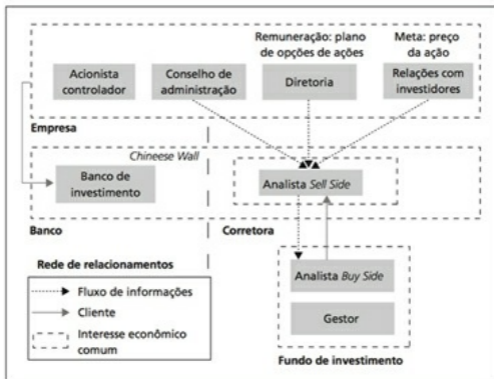 Remuneração: plano
de opções de ações
Meta: preço
da ação
Acionista
controlador
Conselho de
administração
Diretoria
Relações com
investidores
Empresa
Chineese Wall
Banco de
investimento
Analista Sell Side
Banco
Corretora
Rede de relacionamentos
Fluxo de informações
Cliente
Interesse econômico
comum
Analista Buy Side
Gestor
Fundo de investimento